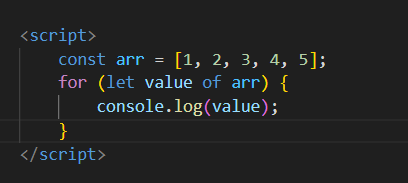 <script>
    const arr = [1, 2, 3, 4, 5];
    for (let value of arr) {
        console.log(value);
    }
</script>